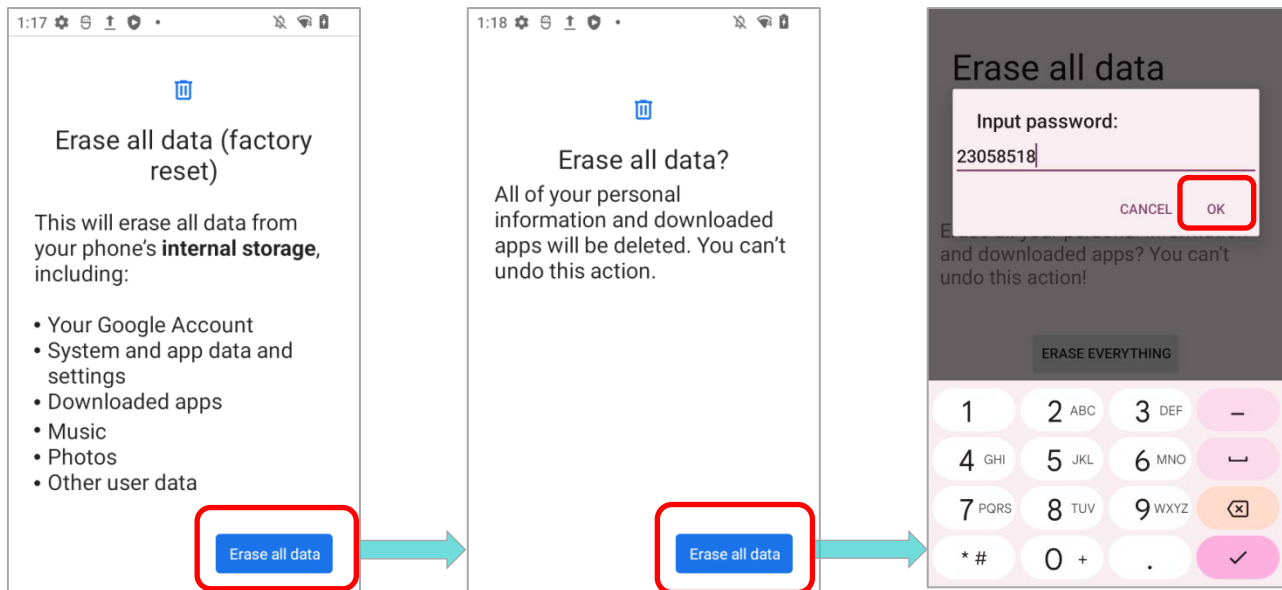 1:17
Erase all data (factory
reset)
This will erase all data from
your phone's internal storage,
including:
• Your Google Account
• System and app data and
settings
• Downloaded apps
• Music
• Photos
• Other user data
Erase all data
1:18
Erase all data?
All of your personal
information and downloaded
apps will be deleted. You can't
undo this action.
Erase all data
Erase all data
Input password:
23058518
CANCEL OK
and downloaded apps? You can't
undo this action!
ERASE EVERYTHING
1 2 ABC 3 DEF –
4 GHI 5 JKL 6 MNO
7 PQRS 8 TUV 9 WXYZ
* # 0 + .